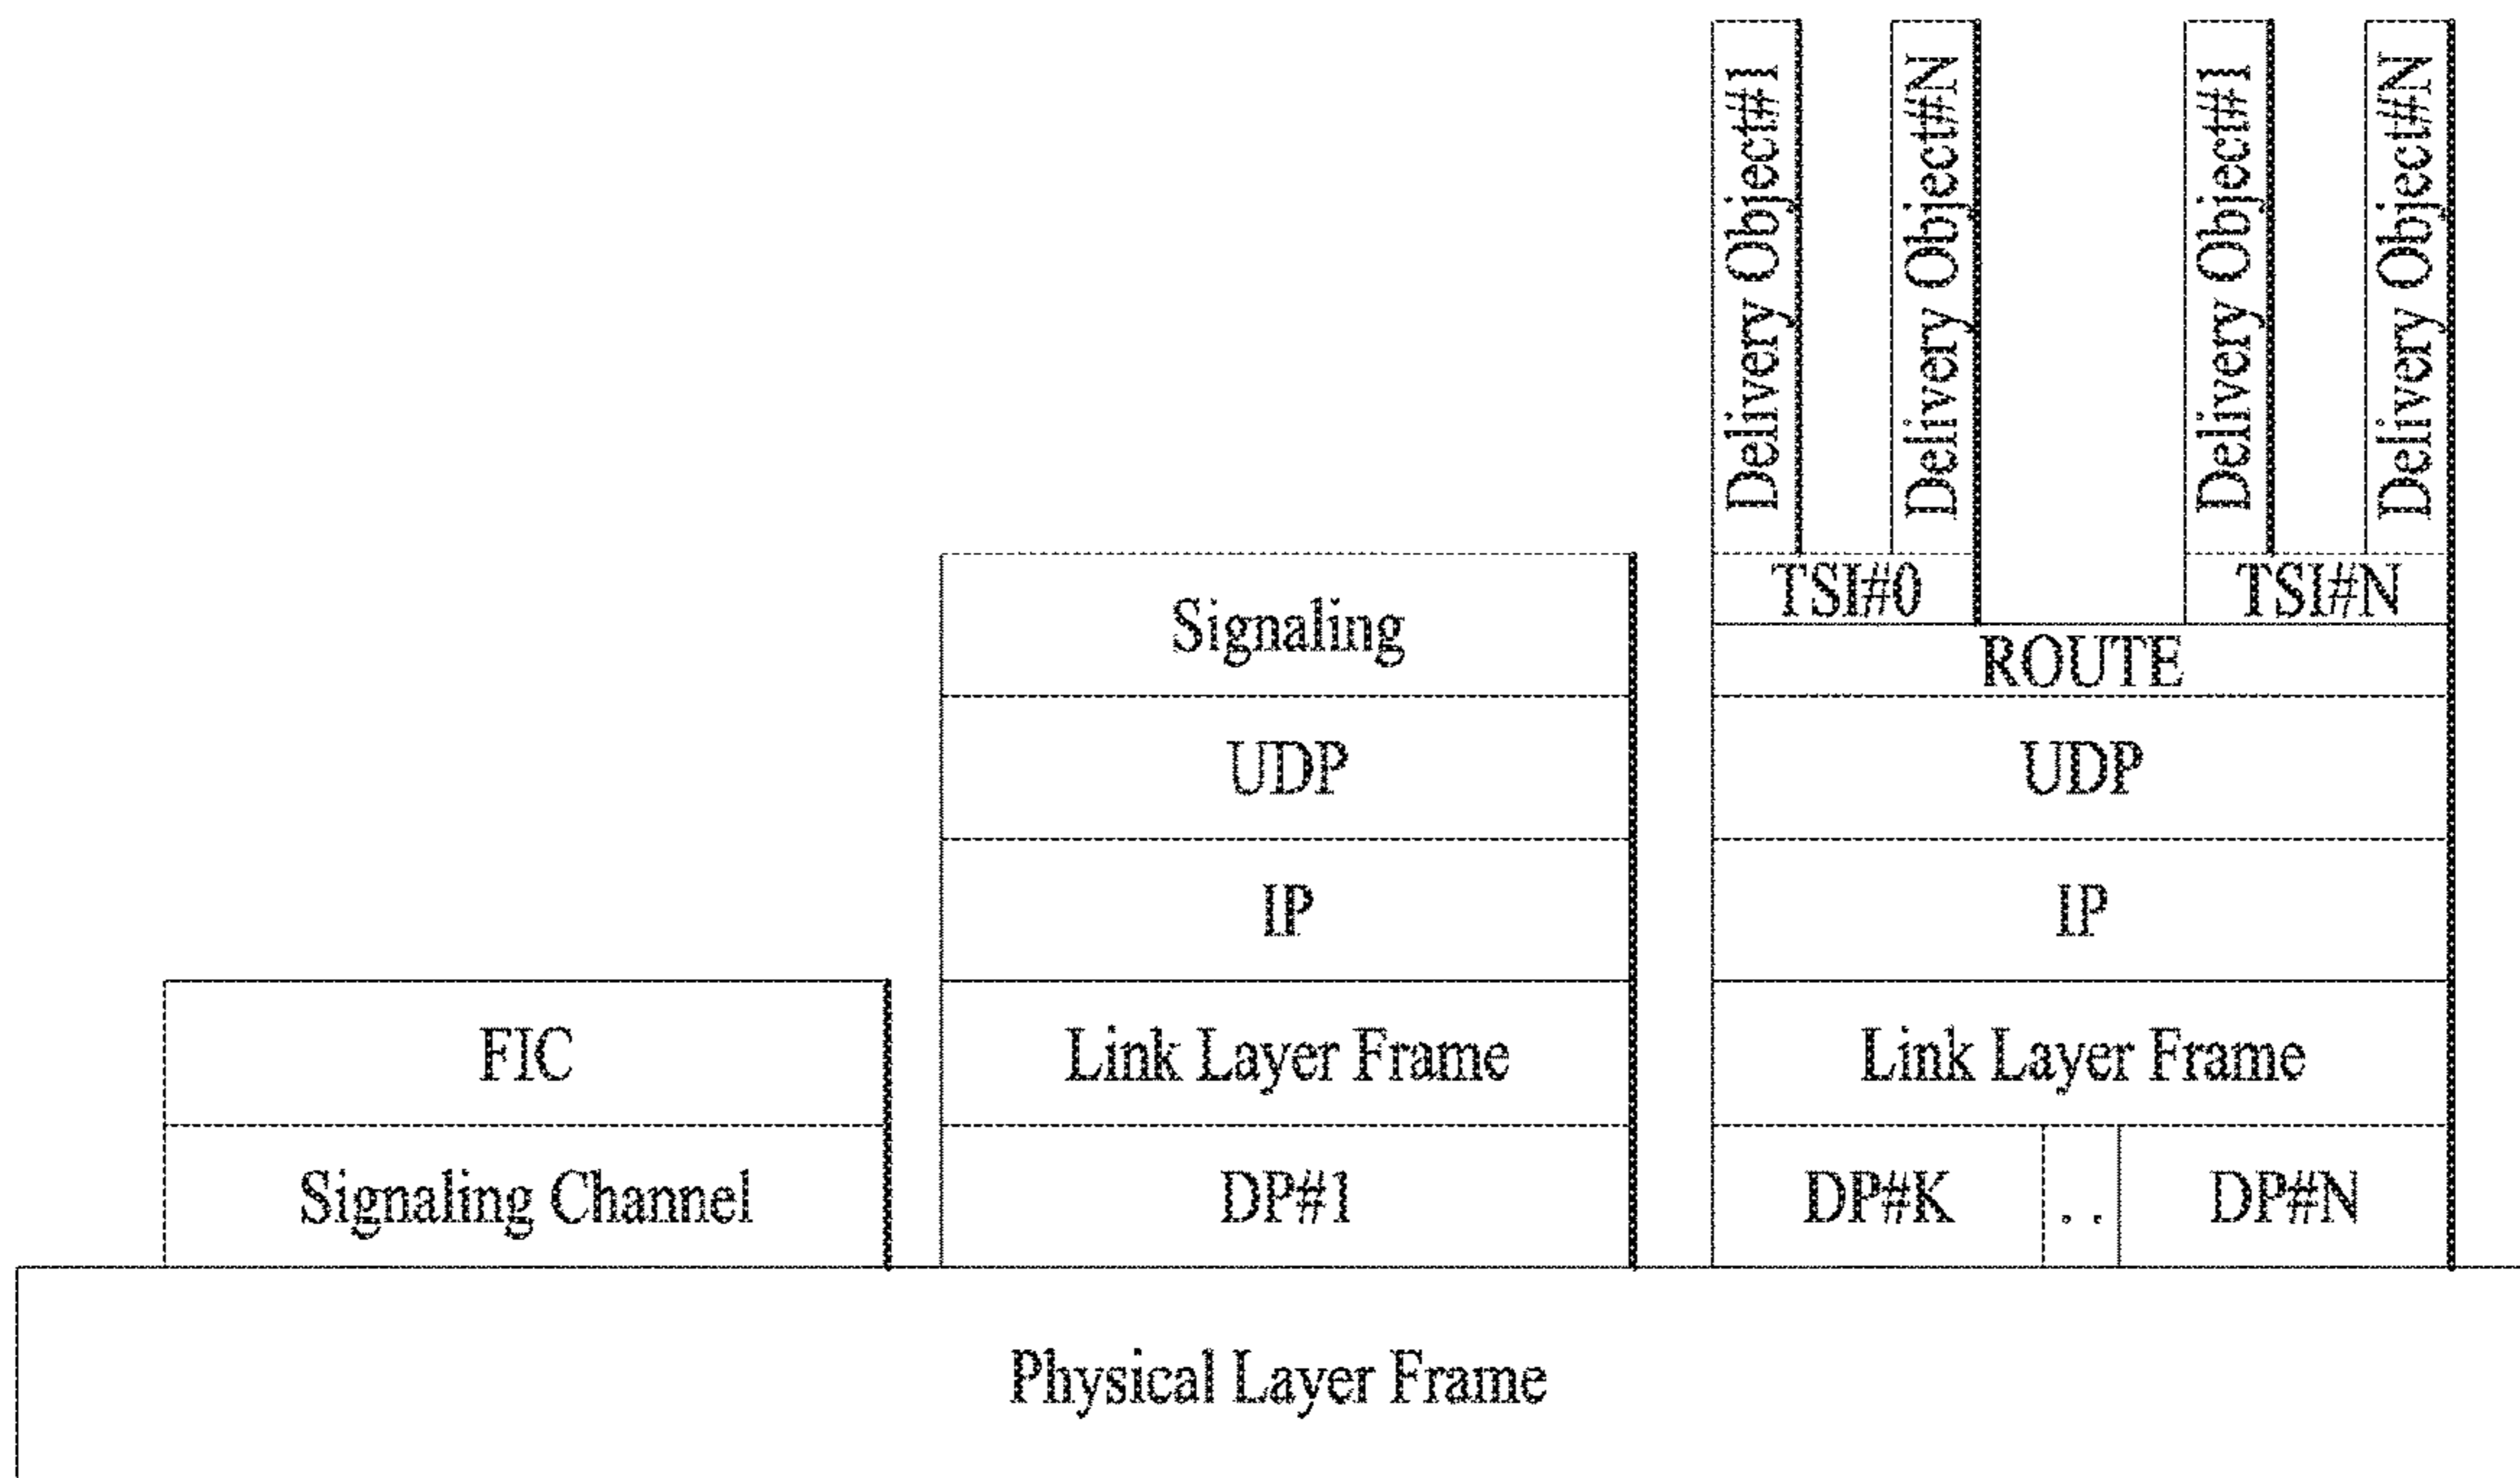 Delivery Object#1
Delivery Object#N
Delivery Object#1
Delivery Object#N
TSI#0
TSI#N
Signaling
ROUTE
UDP
UDP
IP
IP
FIC
Link Layer Frame
Link Layer Frame
Signaling Channel
DP#1
DP#K
. .
DP#N
Physical Layer Frame